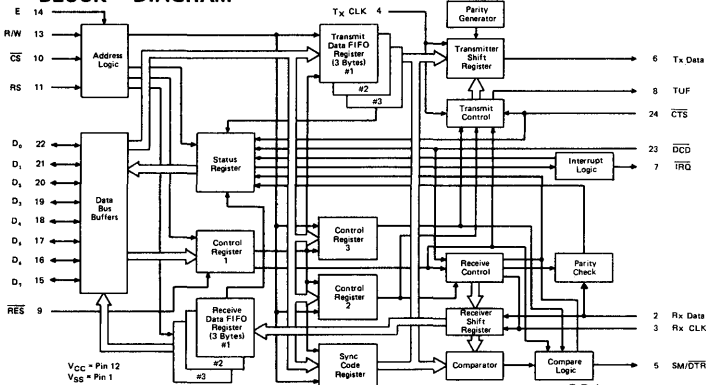 BLOCK DIAGRAM
E 14
R/W 13
CS 10
RS 11
Address
Logic
D₀ 22
D₁ 21
D₂ 20
D₃ 19
D₄ 18
D₅ 17
D₆ 16
D₇ 15
RES 9
Data
Bus
Buffers
Status
Register
Control
Register
1
Receive
Data FIFO
Register
(3 Bytes)
#1
#2
#3
VCC = Pin 12
VSS = Pin 1
Tx CLK 4
Transmit
Data FIFO
Register
(3 Bytes)
#1
#2
#3
Control
Register
3
Control
Register
2
Sync
Code
Register
Parity
Generator
Transmitter
Shift
Register
Transmit
Control
Interrupt
Logic
Receive
Control
Parity
Check
Receiver
Shift
Register
Comparator
Compare
Logic
6 Tx Data
8 TUF
24 CTS
23 DCD
7 IRQ
2 Rx Data
3 Rx CLK
5 SM/DTR